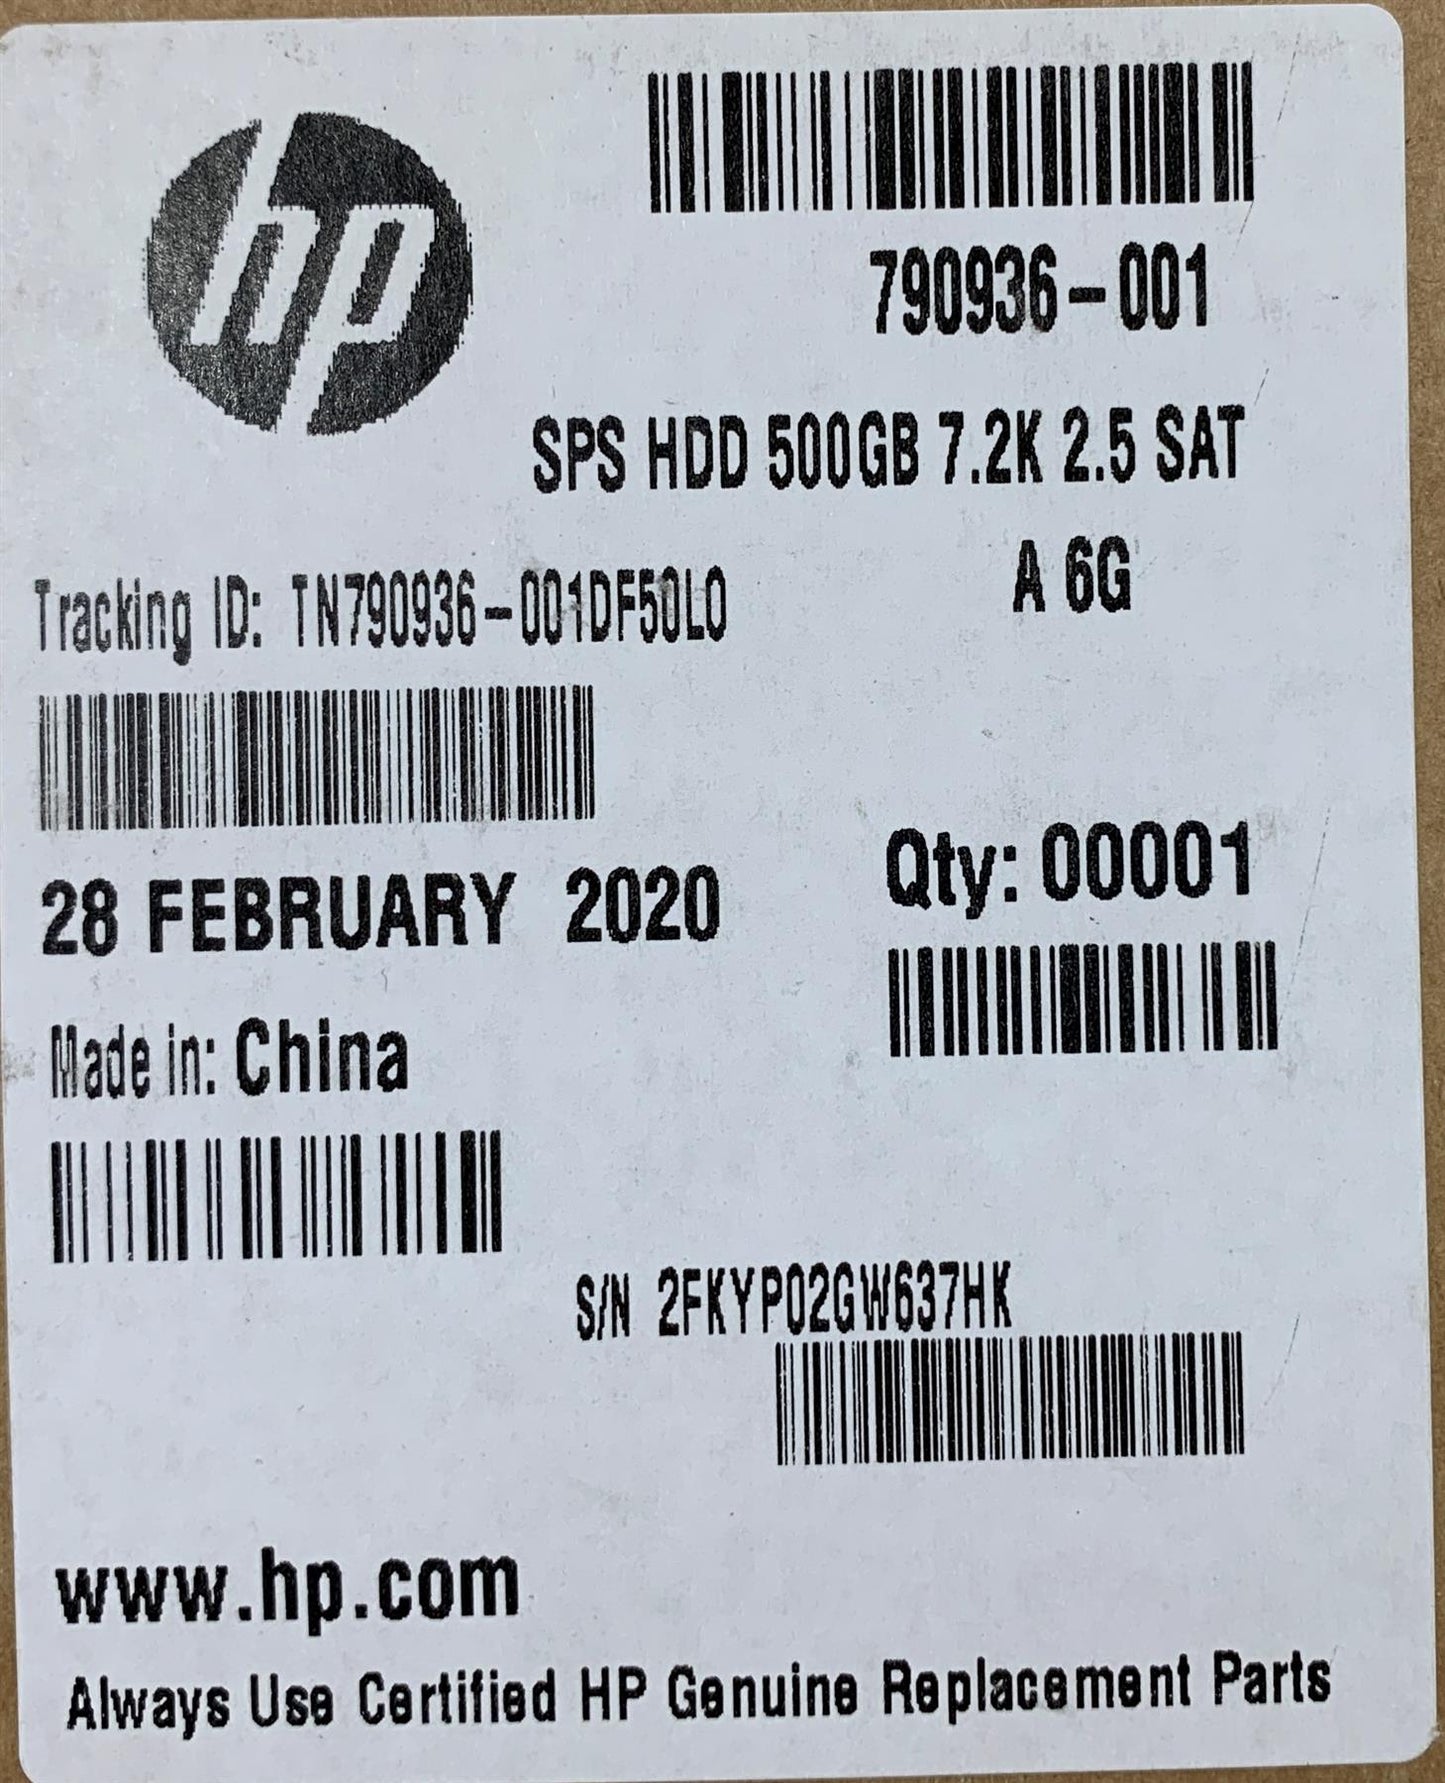 hp
790936-001
SPS HDD 500GB 7.2K 2.5 SAT
A 6G
Tracking ID: TN790936-001DF50L0
28 FEBRUARY 2020
Qty: 00001
Made in: China
S/N 2FKYP02GW637HK
www.hp.com
Always Use Certified HP Genuine Replacement Parts